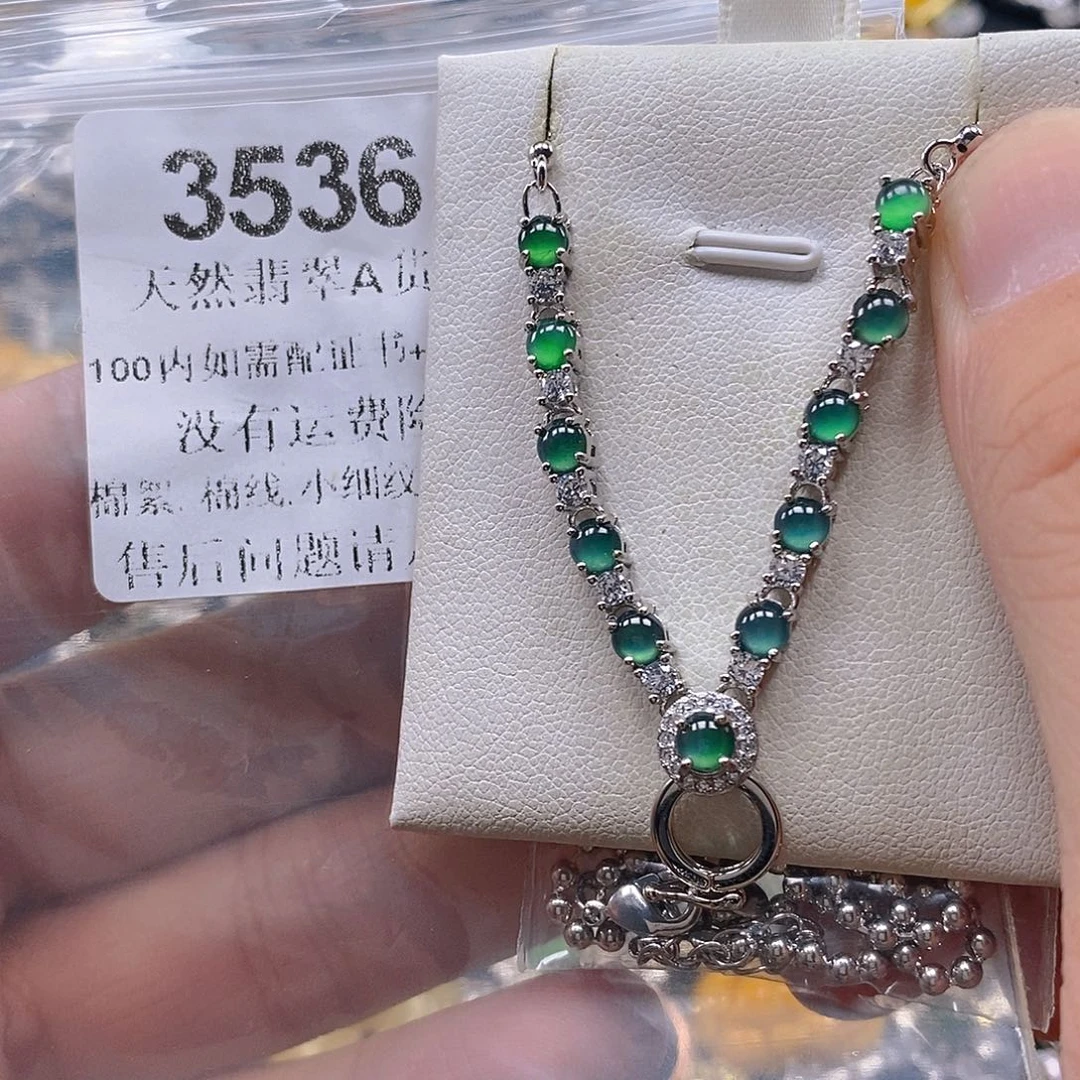 3536
天然翡翠A货
100内如需配证书+
没有运费险
棉絮. 棉线. 小细纹
售后问题请